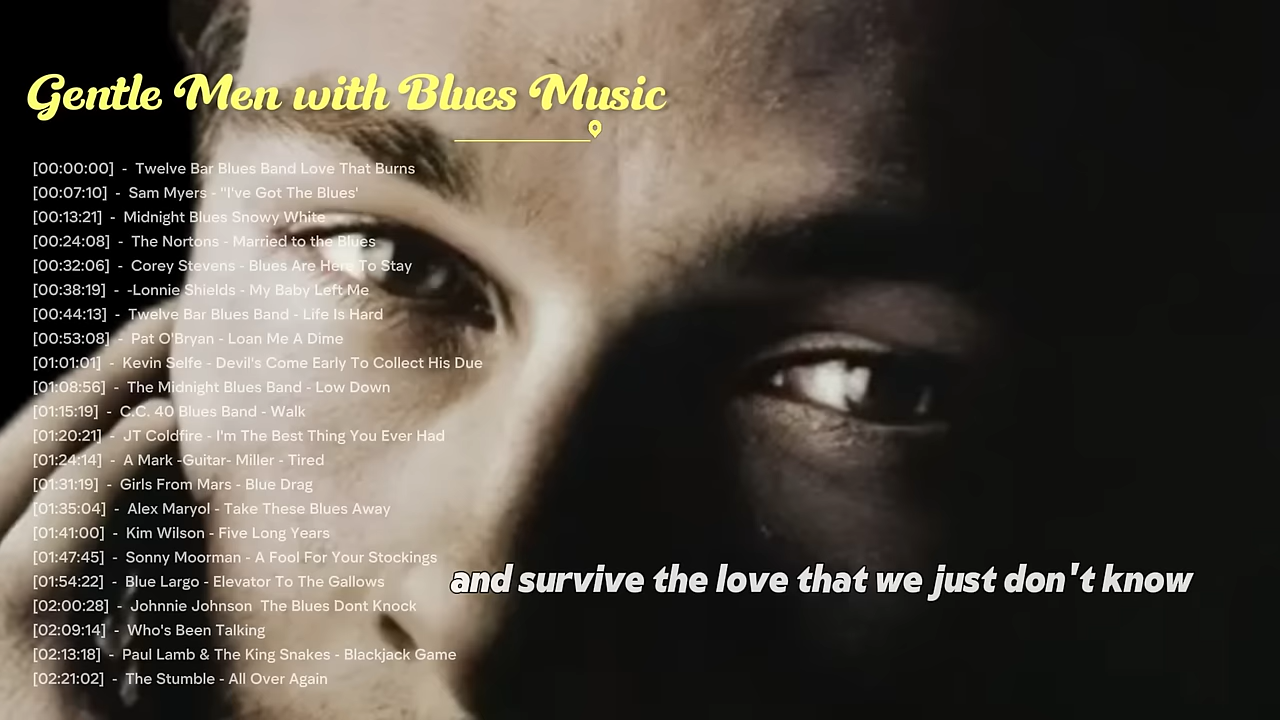 Gentle Men with Blues Music
[00:00:00] - Twelve Bar Blues Band Love That Burns
[00:07:10] - Sam Myers - "I've Got The Blues'
[00:13:21] - Midnight Blues Snowy White
[00:24:08] - The Nortons - Married to the Blues
[00:32:06] - Corey Stevens - Blues Are Here To Stay
[00:38:19] - -Lonnie Shields - My Baby Left Me
[00:44:13] - Twelve Bar Blues Band - Life Is Hard
[00:53:08] - Pat O'Bryan - Loan Me A Dime
[01:01:01] - Kevin Selfe - Devil's Come Early To Collect His Due
[01:08:56] - The Midnight Blues Band - Low Down
[01:15:19] - C.C. 40 Blues Band - Walk
[01:20:21] - JT Coldfire - I'm The Best Thing You Ever Had
[01:24:14] - A Mark -Guitar- Miller - Tired
[01:31:19] - Girls From Mars - Blue Drag
[01:35:04] - Alex Maryol - Take These Blues Away
[01:41:00] - Kim Wilson - Five Long Years
[01:47:45] - Sonny Moorman - A Fool For Your Stockings
[01:54:22] - Blue Largo - Elevator To The Gallows
[02:00:28] - Johnnie Johnson The Blues Dont Knock
[02:09:14] - Who's Been Talking
[02:13:18] - Paul Lamb & The King Snakes - Blackjack Game
[02:21:02] - The Stumble - All Over Again
and survive the love that we just don't know